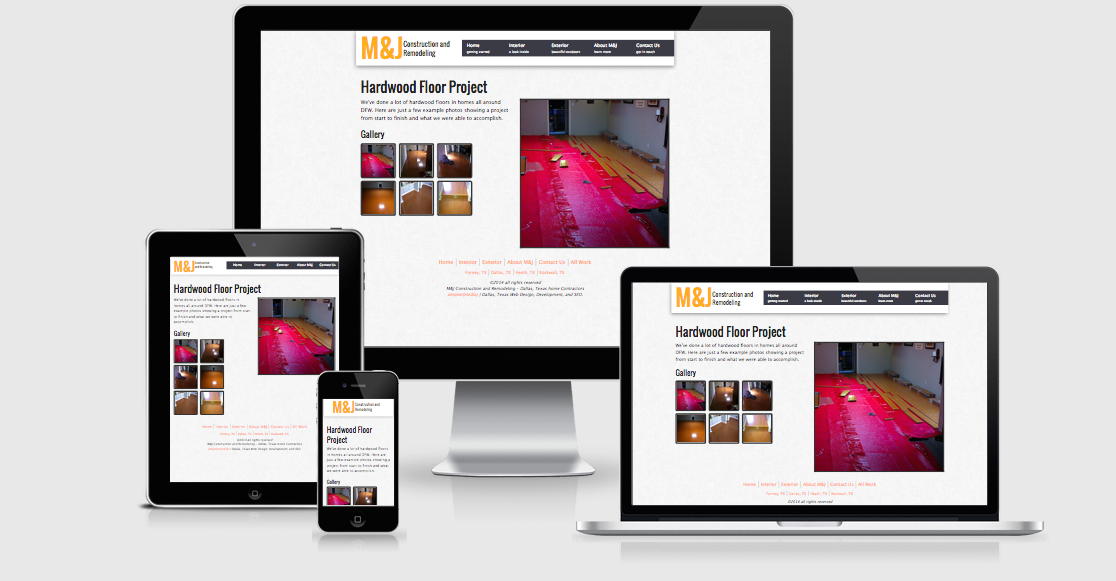 M&J Construction and
Remodeling
Home Interior Exterior About M&J Contact Us
getting started a look inside beautiful outdoors learn more get in touch
Hardwood Floor Project
We've done a lot of hardwood floors in homes all around
DFW. Here are just a few example photos showing a project
from start to finish and what we were able to accomplish.
Gallery
Home | Interior | Exterior | About M&J | Contact Us | All Work
Forney, TX | Dallas, TX | Heath, TX | Rockwall, TX
©2014 all rights reserved
M&J Construction and Remodeling - Dallas, Texas Home Contractors
| Dallas, Texas Web Design, Development, and SEO.
M&J Construction
and Remodeling
Home Interior Exterior About M&J Contact Us
Hardwood Floor Project
We've done a lot of hardwood floors in
homes all around DFW. Here are just a few
example photos showing a project from start
to finish and what we were able to
accomplish.
Gallery
Home | Interior | Exterior | About M&J | Contact Us | All Work
Forney, TX | Dallas, TX | Heath, TX | Rockwall, TX
©2014 all rights reserved
M&J Construction and Remodeling - Dallas, Texas Home Contractors
| Dallas, Texas Web Design, Development, and SEO.
M&J Construction and
Remodeling
Hardwood Floor
Project
We've done a lot of hardwood floors
in homes all around DFW. Here are
just a few example photos showing a
project from start to finish and what
we were able to accomplish.
Gallery
M&J Construction and
Remodeling
Home Interior Exterior About M&J Contact Us
getting started a look inside beautiful outdoors learn more get in touch
Hardwood Floor Project
We've done a lot of hardwood floors in homes all around
DFW. Here are just a few example photos showing a project
from start to finish and what we were able to accomplish.
Gallery
Home | Interior | Exterior | About M&J | Contact Us | All Work
Forney, TX | Dallas, TX | Heath, TX | Rockwall, TX
©2014 all rights reserved